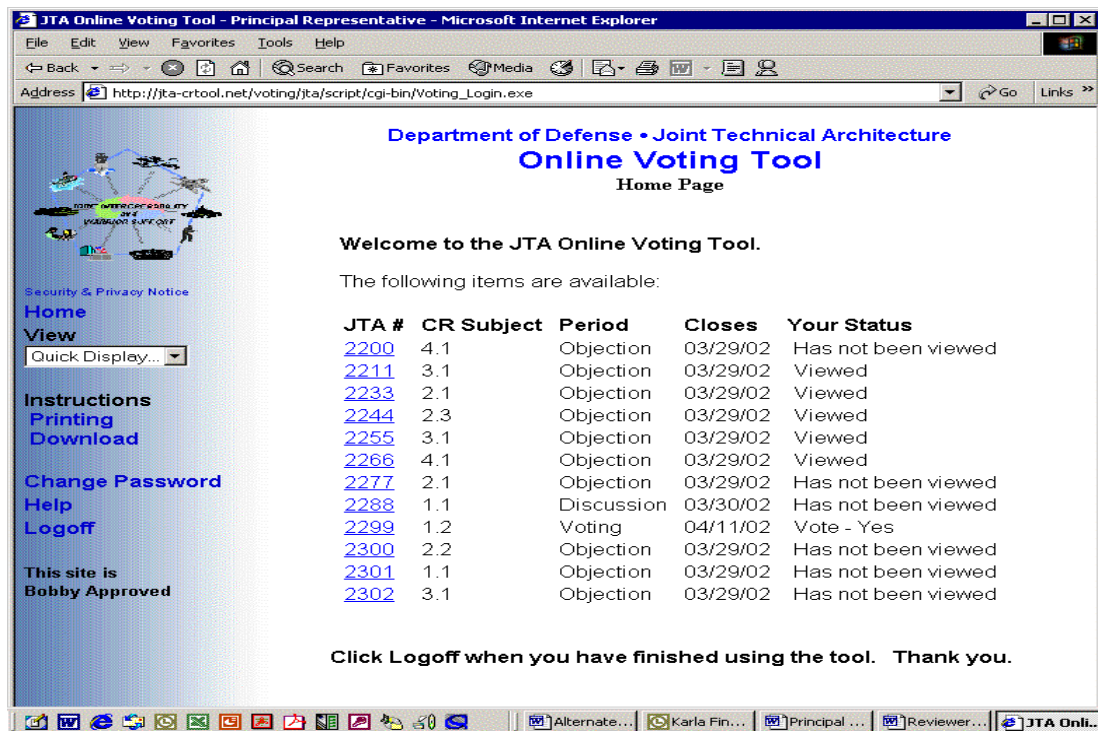 JTA Online Voting Tool - Principal Representative - Microsoft Internet Explorer
File Edit View Favorites Tools Help
Back Search Favorites Media
Address http://jta-crtool.net/voting/jta/script/cgi-bin/Voting_Login.exe Go Links »
Department of Defense • Joint Technical Architecture
Online Voting Tool
Home Page
JOINT INTEROPERABILITY
and
WARRIOR SUPPORT
Security & Privacy Notice
Home
View
Quick Display...
Instructions
Printing
Download
Change Password
Help
Logoff
This site is
Bobby Approved
Welcome to the JTA Online Voting Tool.
The following items are available:
JTA # CR Subject Period Closes Your Status
2200 4.1 Objection 03/29/02 Has not been viewed
2211 3.1 Objection 03/29/02 Viewed
2233 2.1 Objection 03/29/02 Viewed
2244 2.3 Objection 03/29/02 Viewed
2255 3.1 Objection 03/29/02 Viewed
2266 4.1 Objection 03/29/02 Viewed
2277 2.1 Objection 03/29/02 Has not been viewed
2288 1.1 Discussion 03/30/02 Has not been viewed
2299 1.2 Voting 04/11/02 Vote - Yes
2300 2.2 Objection 03/29/02 Has not been viewed
2301 1.1 Objection 03/29/02 Has not been viewed
2302 3.1 Objection 03/29/02 Has not been viewed
Click Logoff when you have finished using the tool. Thank you.
Alternate... Karla Fin... Principal ... Reviewer... JTA Onli...